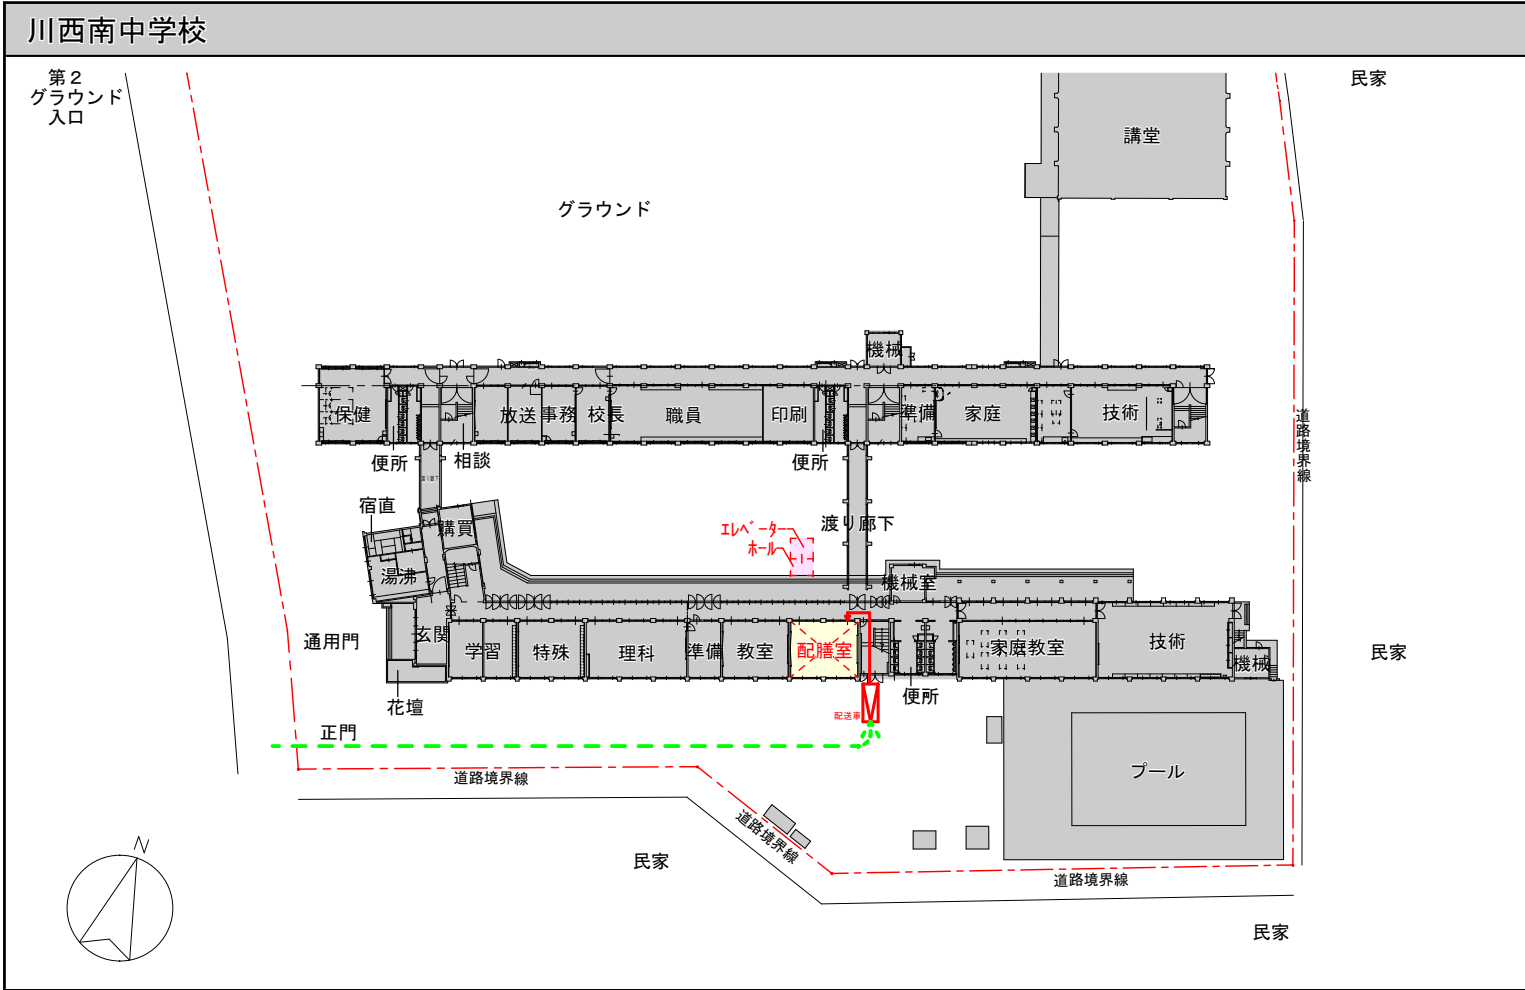 川西南中学校
第2
グラウンド
入口
民家
講堂
グラウンド
機械
保健
放送
事務
校長
職員
印刷
準備
家庭
技術
道路境界線
便所
相談
便所
渡り廊下
宿直
購買
エレベーター
ホール
渡り廊下
湯沸
機械室
通用門
玄関
学習
特殊
理科
準備
教室
配膳室
家庭教室
技術
機械
民家
花壇
便所
配送車
正門
道路境界線
プール
道路境界線
民家
道路境界線
民家
N